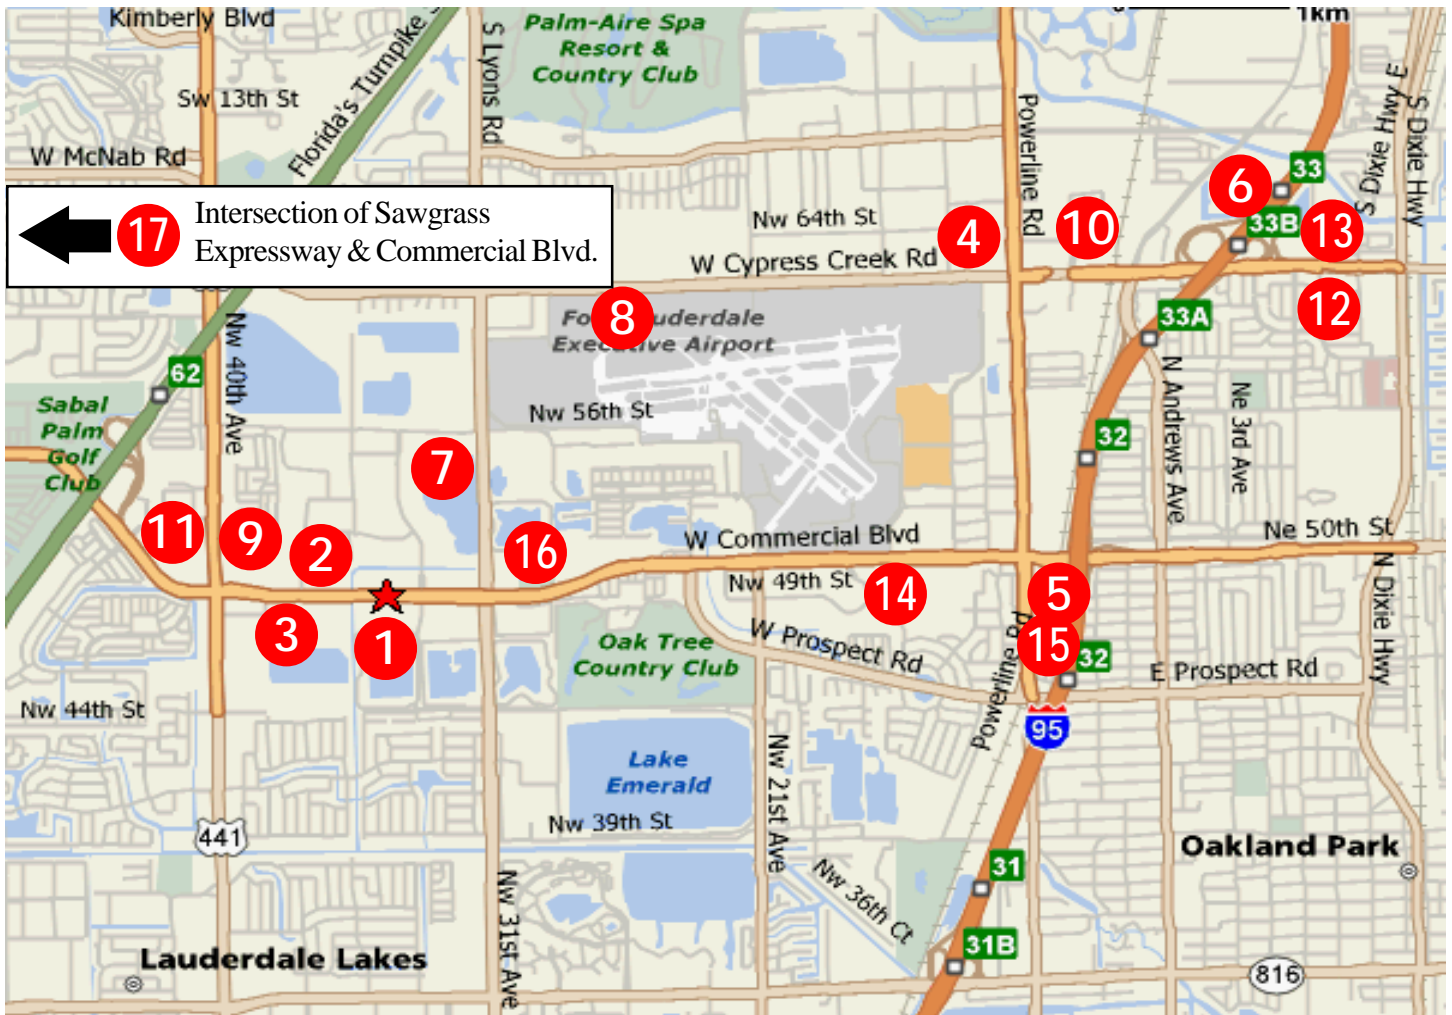 Kimberly Blvd
Florida's Turnpike
S Lyons Rd
Palm-Aire Spa
Resort &
Country Club
1km
Sw 13th St
W McNab Rd
Powerline Rd
S Dixie Hwy E
S Dixie Hwy
33
6
33B
13
17
Intersection of Sawgrass
Expressway & Commercial Blvd.
Nw 64th St
4
10
W Cypress Creek Rd
8
Executive Airport
33A
12
62
Nw 40th Ave
Sabal
Palm
Golf
Club
Nw 56th St
N Andrews Ave
Ne 3rd Ave
32
7
11
9
2
16
W Commercial Blvd
Ne 50th St
Nw 49th St
14
5
N Dixie Hwy
3
1
Oak Tree
Country Club
W Prospect Rd
Powerline Rd
15
32
E Prospect Rd
Nw 44th St
95
Lake
Emerald
Nw 21st Ave
Nw 39th St
441
Oakland Park
31
Nw 36th Ct
Nw 31st Ave
31B
Lauderdale Lakes
816